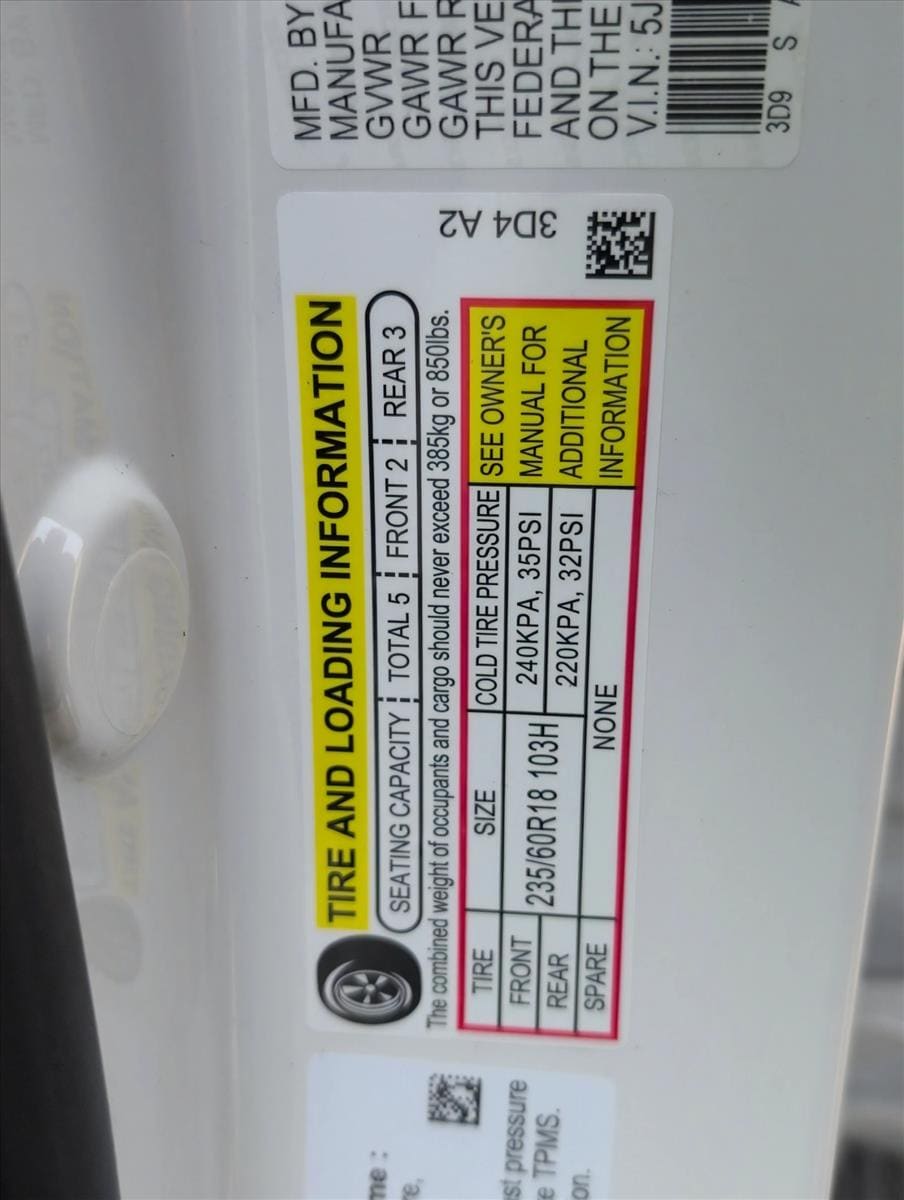 TIRE AND LOADING INFORMATION
SEATING CAPACITY TOTAL 5 FRONT 2 REAR 3
The combined weight of occupants and cargo should never exceed 385kg or 850lbs.
TIRE SIZE COLD TIRE PRESSURE
FRONT 235/60R18 103H 240KPA, 35PSI
REAR 220KPA, 32PSI
SPARE NONE
SEE OWNER'S
MANUAL FOR
ADDITIONAL
INFORMATION
3D4 A2
MFD. BY
MANUFA
GVWR
GAWR F
GAWR R
THIS VE
FEDERA
AND THI
ON THE
V.I.N.: 5J
3D9 S
me :
re,
ust pressure
e TPMS.
on.